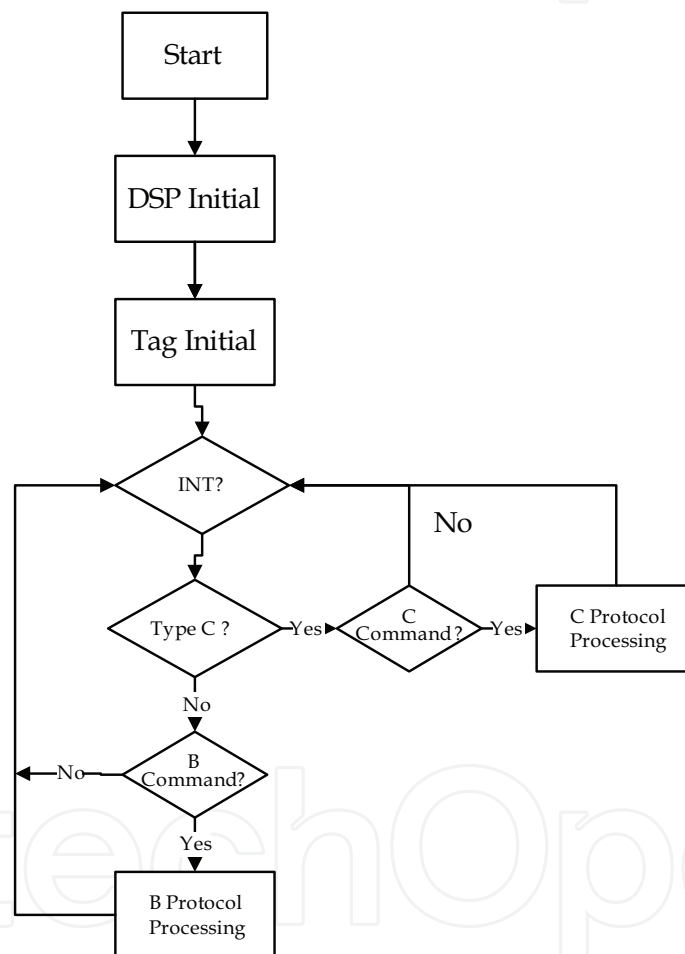 Start
DSP Initial
Tag Initial
INT?
No
Type C ?
Yes
C
Command?
Yes
C Protocol
Processing
No
B
Command?
No
Yes
B Protocol
Processing
techOpe